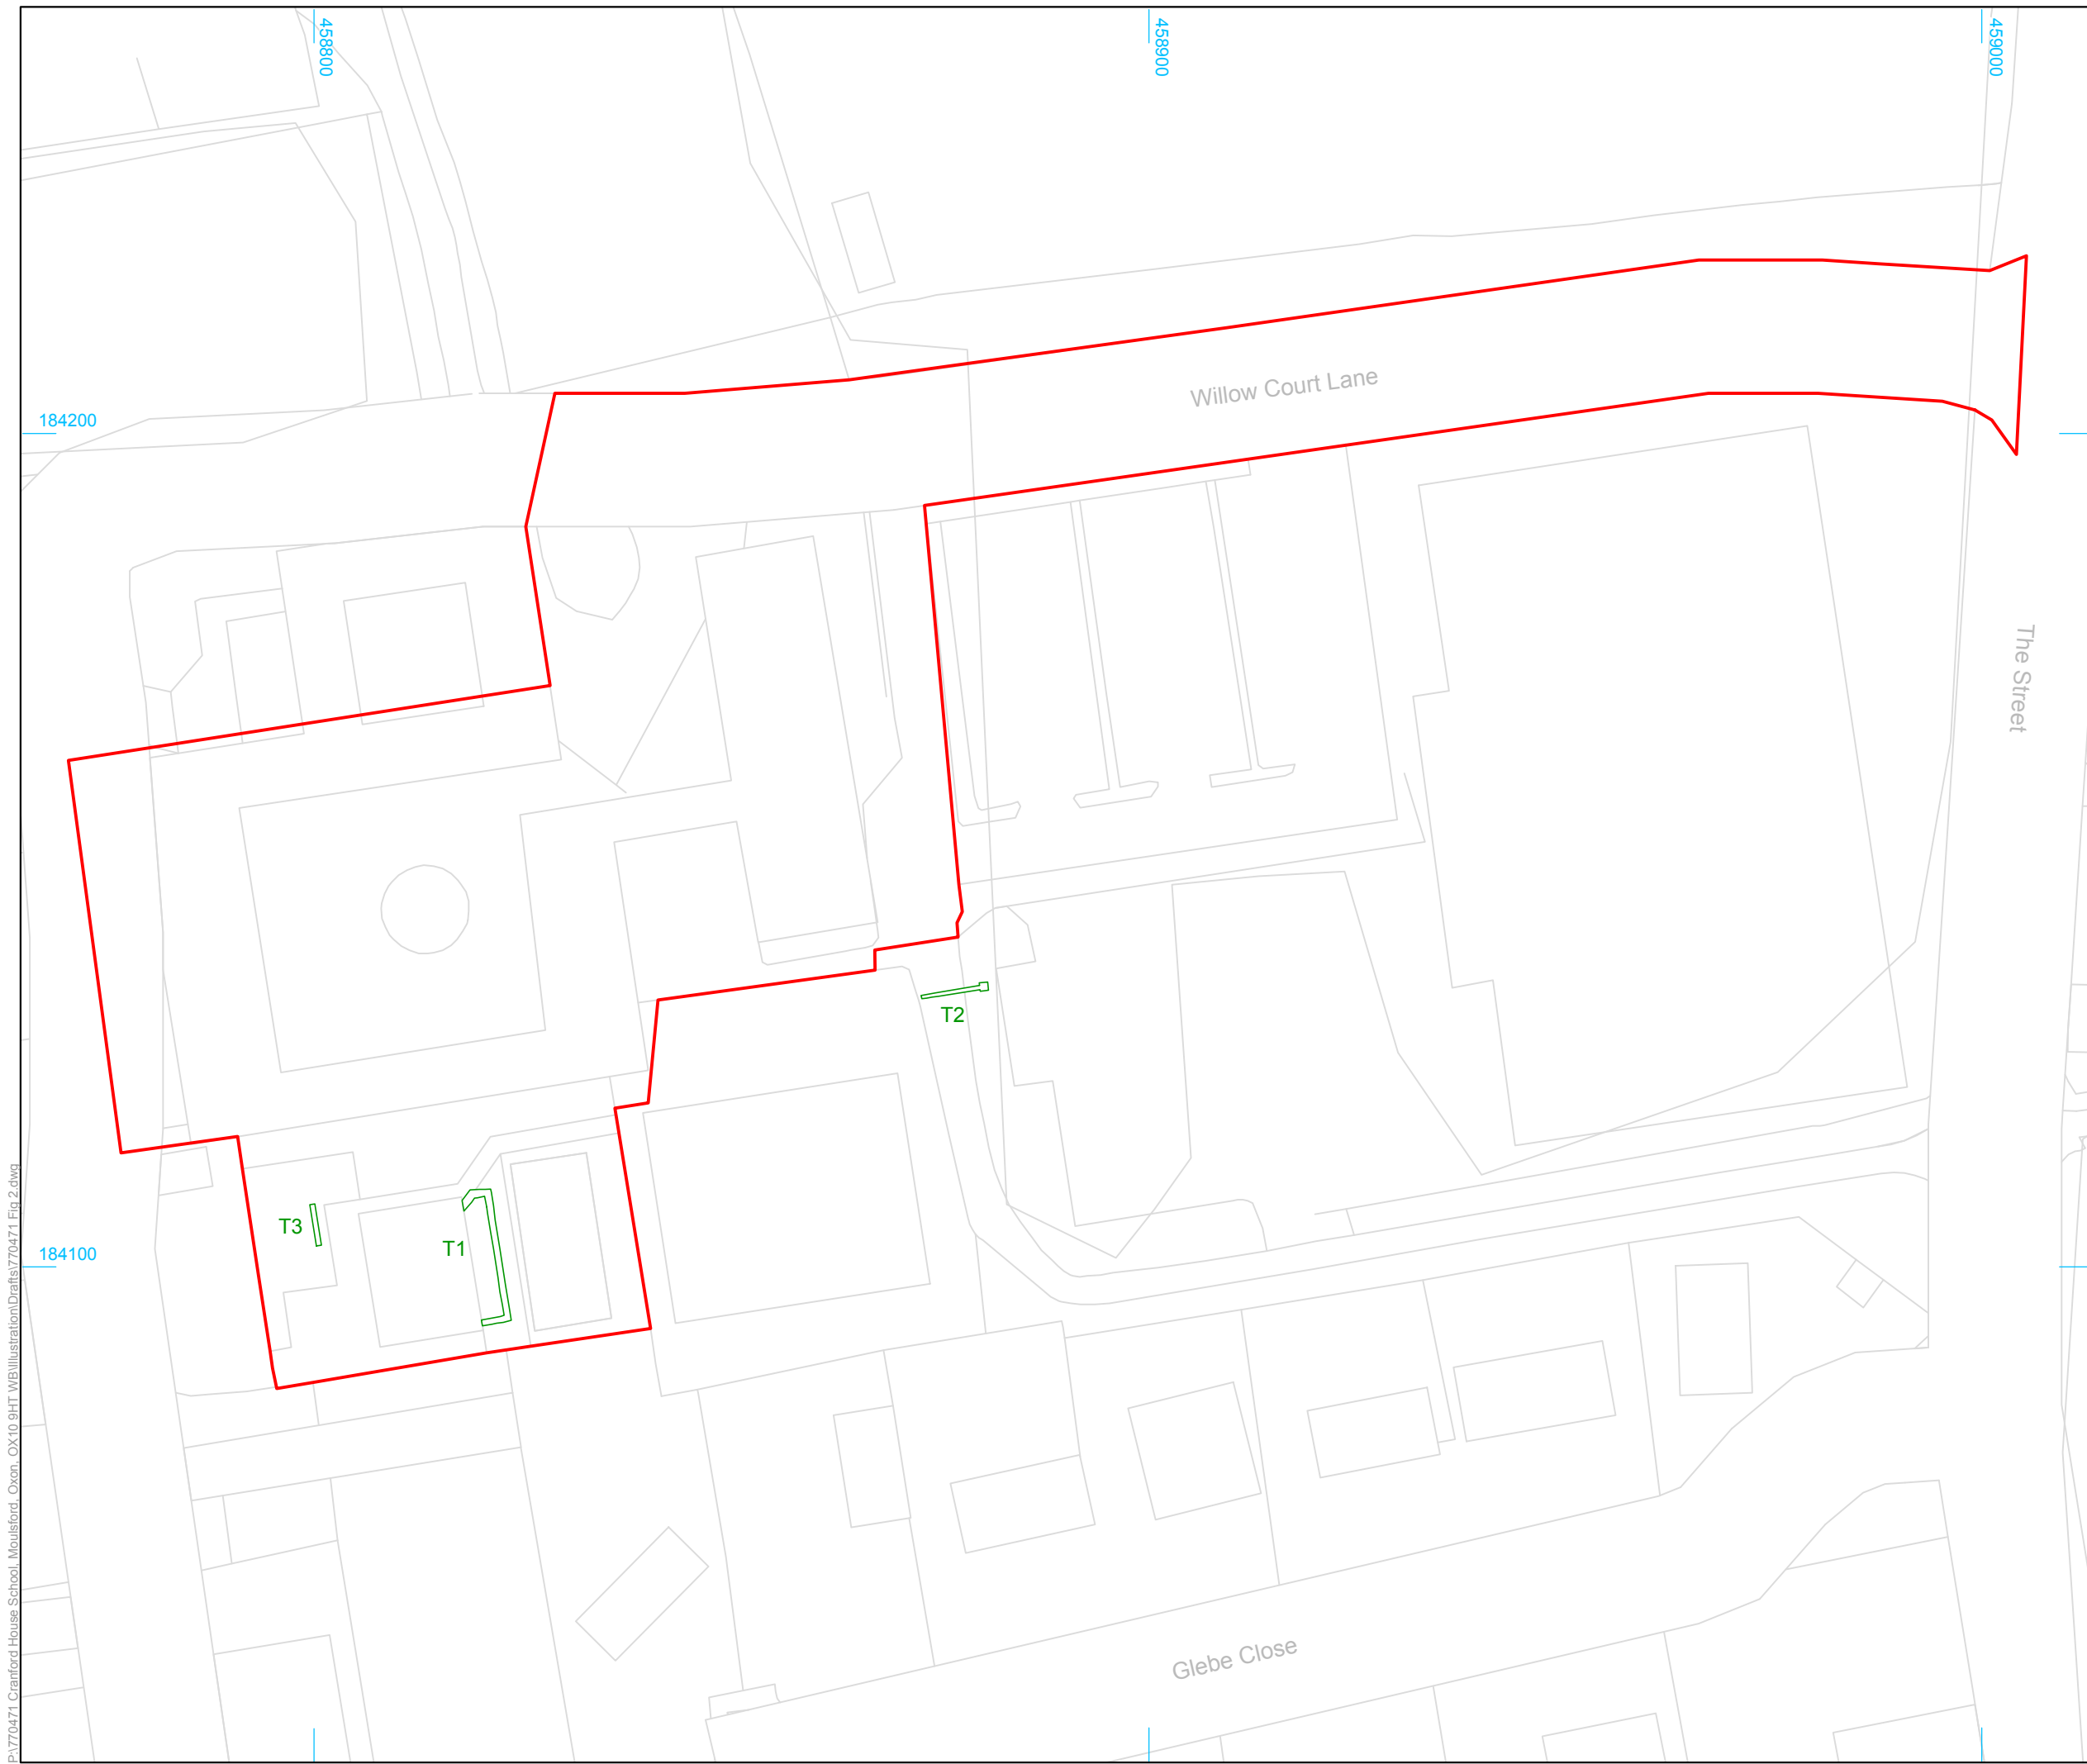 458800
458900
459000
Willow Court Lane
184200
The Street
T2
T3
T1
184100
Glebe Close
P:\770471 Cranford House School, Moulsford, Oxon, OX10 9HT WB\Illustration\Drafts\770471 Fig 2.dwg